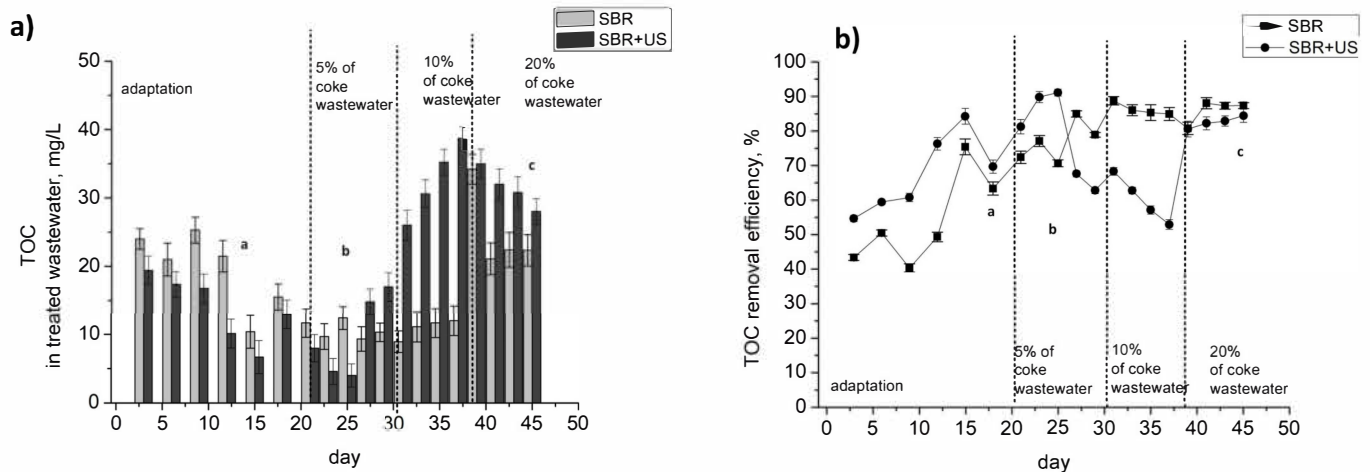 a)
SBR
SBR+US
TOC
in treated wastewater, mg/L
50
40
30
20
10
0
adaptation
5% of
coke
wastewater
10%
of coke
wastewater
20%
of coke
wastewater
a
b
c
0 5 10 15 20 25 30 35 40 45 50
day
b)
SBR
SBR+US
TOC removal efficiency, %
100
90
80
70
60
50
40
30
20
10
0
a
b
c
adaptation
5% of
coke
wastewater
10%
of coke
wastewater
20%
of coke
wastewater
0 5 10 15 20 25 30 35 40 45 50
day